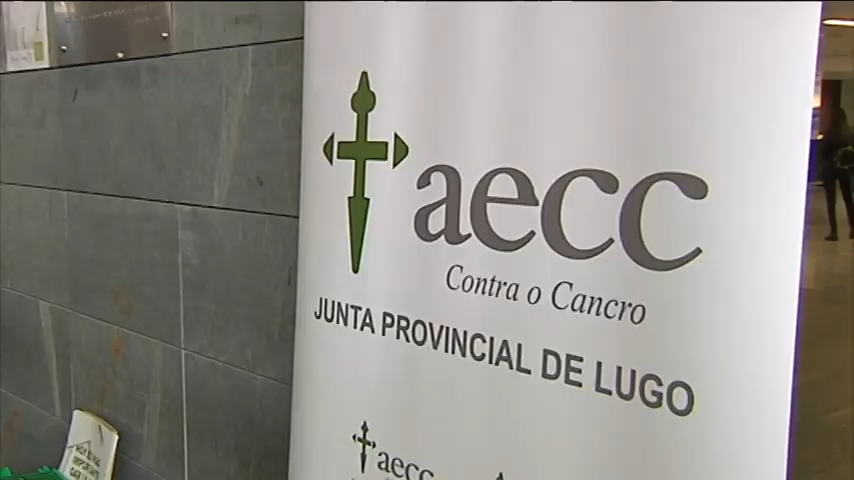 aecc
Contra o Cancro
JUNTA PROVINCIAL DE LUGO
aecc